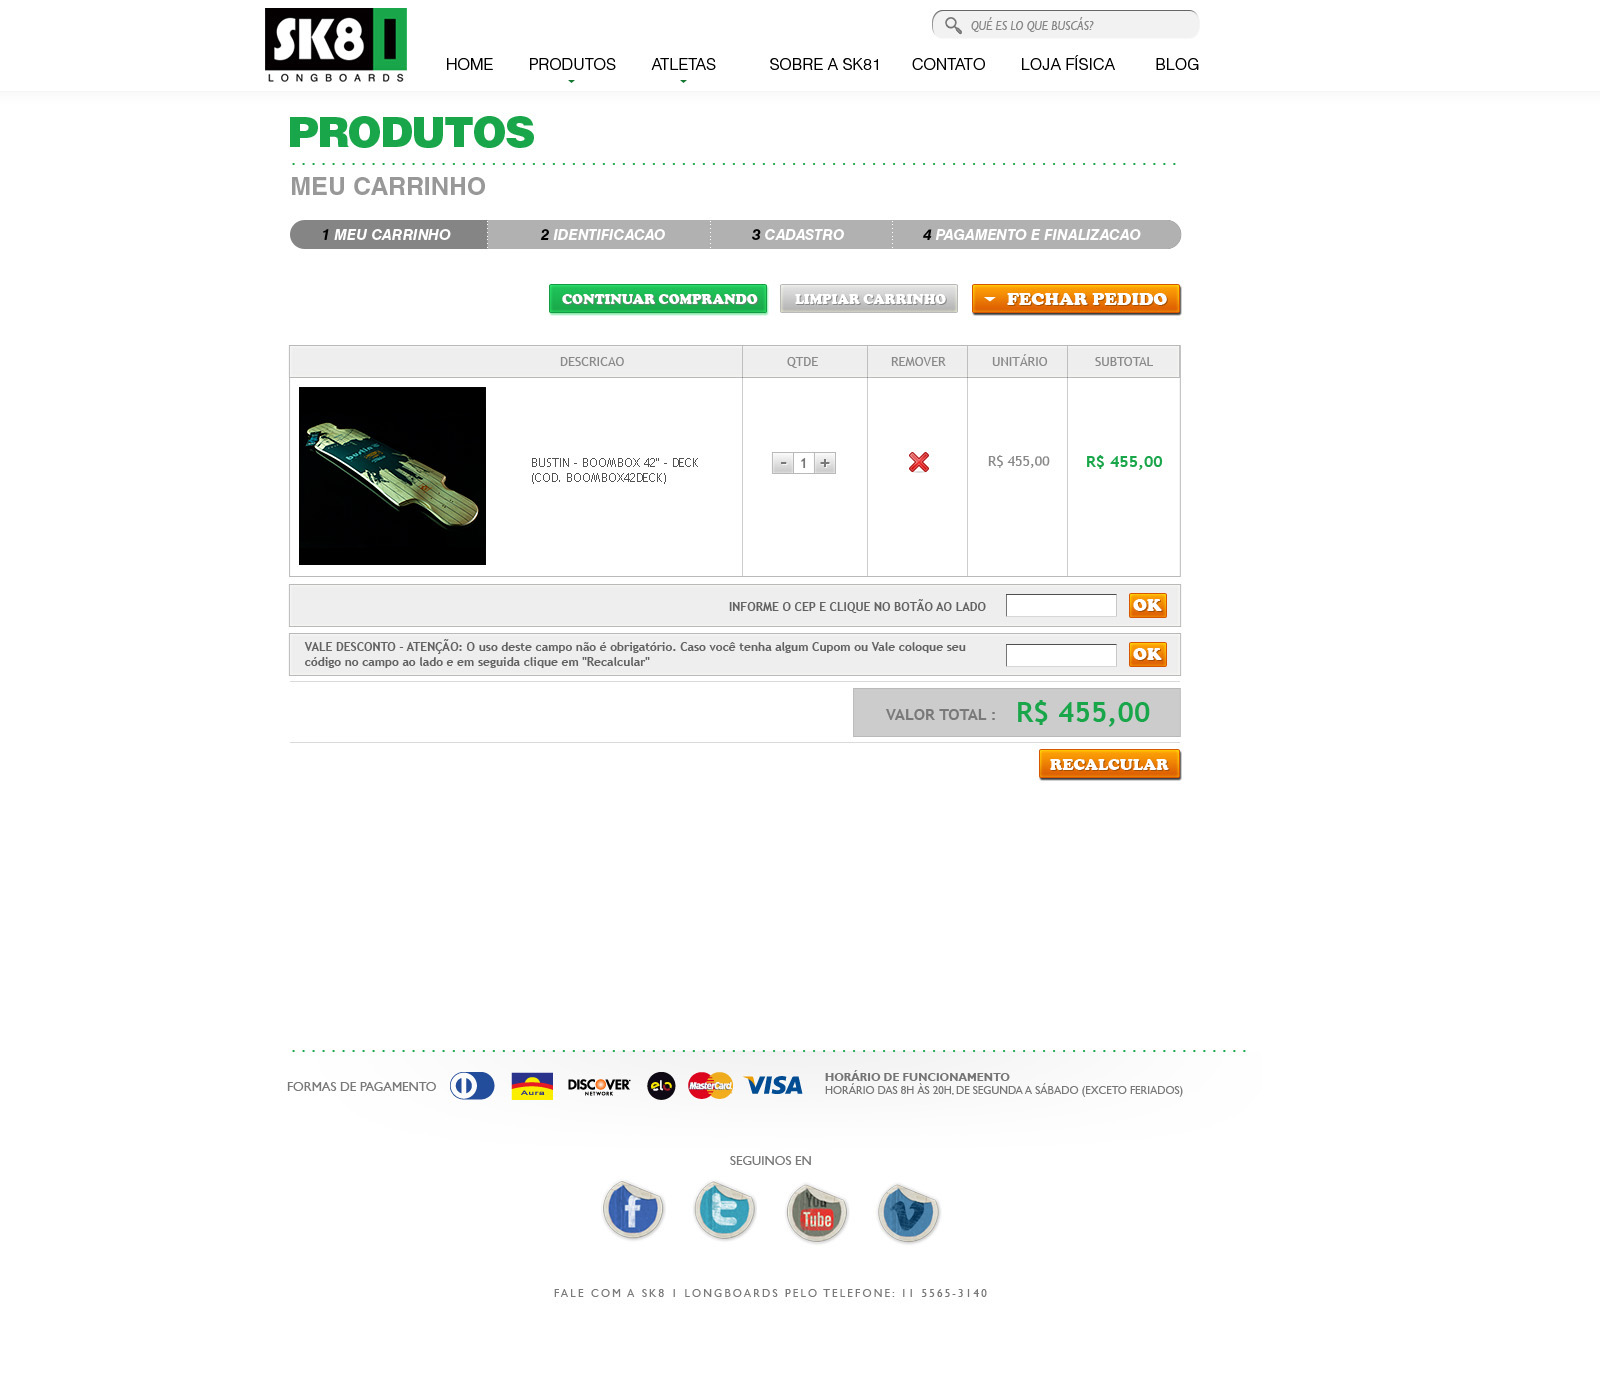 SK8 1
LONGBOARDS
QUÉ ES LO QUE BUSCÁS?
HOME PRODUTOS ATLETAS SOBRE A SK81 CONTATO LOJA FÍSICA BLOG
PRODUTOS
MEU CARRINHO
1 MEU CARRINHO 2 IDENTIFICACAO 3 CADASTRO 4 PAGAMENTO E FINALIZACAO
CONTINUAR COMPRANDO LIMPIAR CARRINHO FECHAR PEDIDO
DESCRICAO QTDE REMOVER UNITÁRIO SUBTOTAL
bustin
BUSTIN - BOOMBOX 42" - DECK
(COD. BOOMBOX42DECK)
- 1 + R$ 455,00 R$ 455,00
INFORME O CEP E CLIQUE NO BOTÃO AO LADO OK
VALE DESCONTO - ATENÇÃO: O uso deste campo não é obrigatório. Caso você tenha algum Cupom ou Vale coloque seu
código no campo ao lado e em seguida clique em "Recalcular" OK
VALOR TOTAL : R$ 455,00
RECALCULAR
FORMAS DE PAGAMENTO Aura DISCOVER NETWORK elo MasterCard VISA
HORÁRIO DE FUNCIONAMENTO
HORÁRIO DAS 8H ÀS 20H, DE SEGUNDA A SÁBADO (EXCETO FERIADOS)
SEGUINOS EN
f t You Tube v
FALE COM A SK8 1 LONGBOARDS PELO TELEFONE: 11 5565-3140